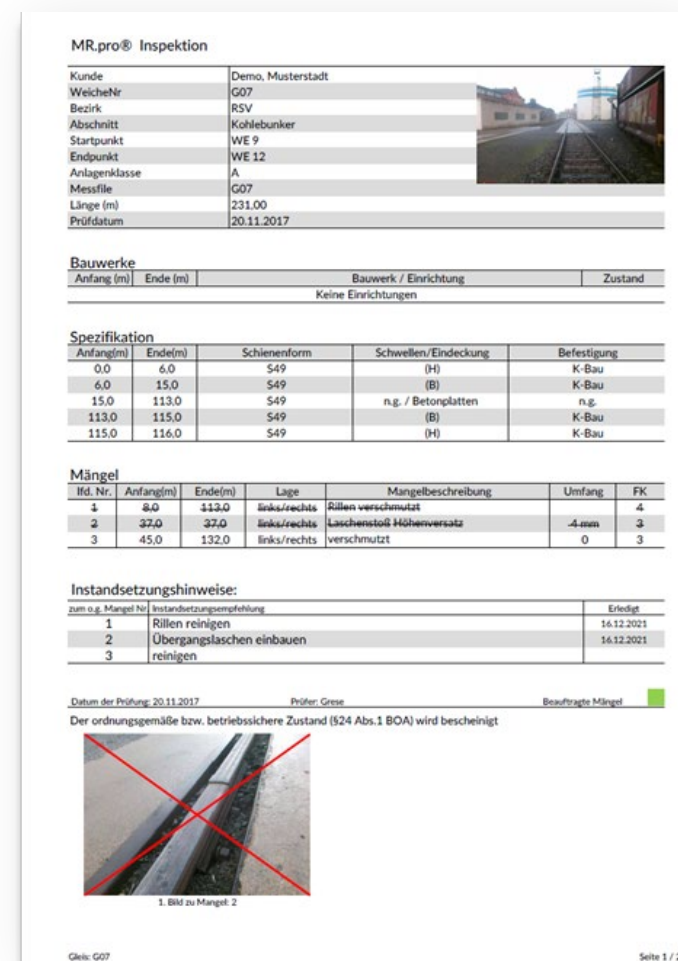 MR.pro® Inspektion
Kunde Demo, Musterstadt
WeicheNr G07
Bezirk RSV
Abschnitt Kohlebunker
Startpunkt WE 9
Endpunkt WE 12
Anlagenklasse A
Messfile G07
Länge (m) 231,00
Prüfdatum 20.11.2017
Bauwerke
Anfang (m) Ende (m) Bauwerk / Einrichtung Zustand
Keine Einrichtungen
Spezifikation
Anfang(m) Ende(m) Schienenform Schwellen/Eindeckung Befestigung
0,0 6,0 S49 (H) K-Bau
6,0 15,0 S49 (B) K-Bau
15,0 113,0 S49 n.g. / Betonplatten n.g.
113,0 115,0 S49 (B) K-Bau
115,0 116,0 S49 (H) K-Bau
Mängel
lfd. Nr. Anfang(m) Ende(m) Lage Mangelbeschreibung Umfang FK
1 8,0 113,0 links/rechts Rillen verschmutzt 4
2 37,0 37,0 links/rechts Laschenstoß Höhenversatz 4 mm 3
3 45,0 132,0 links/rechts verschmutzt 0 3
Instandsetzungshinweise:
zum o.g. Mangel Nr. Instandsetzungsempfehlung Erledigt
1 Rillen reinigen 16.12.2021
2 Übergangslaschen einbauen 16.12.2021
3 reinigen
Datum der Prüfung: 20.11.2017 Prüfer: Grese Beauftragte Mängel
Der ordnungsgemäße bzw. betriebssichere Zustand (§24 Abs.1 BOA) wird bescheinigt
1. Bild zu Mangel: 2
Gleis: G07 Seite 1 / 2